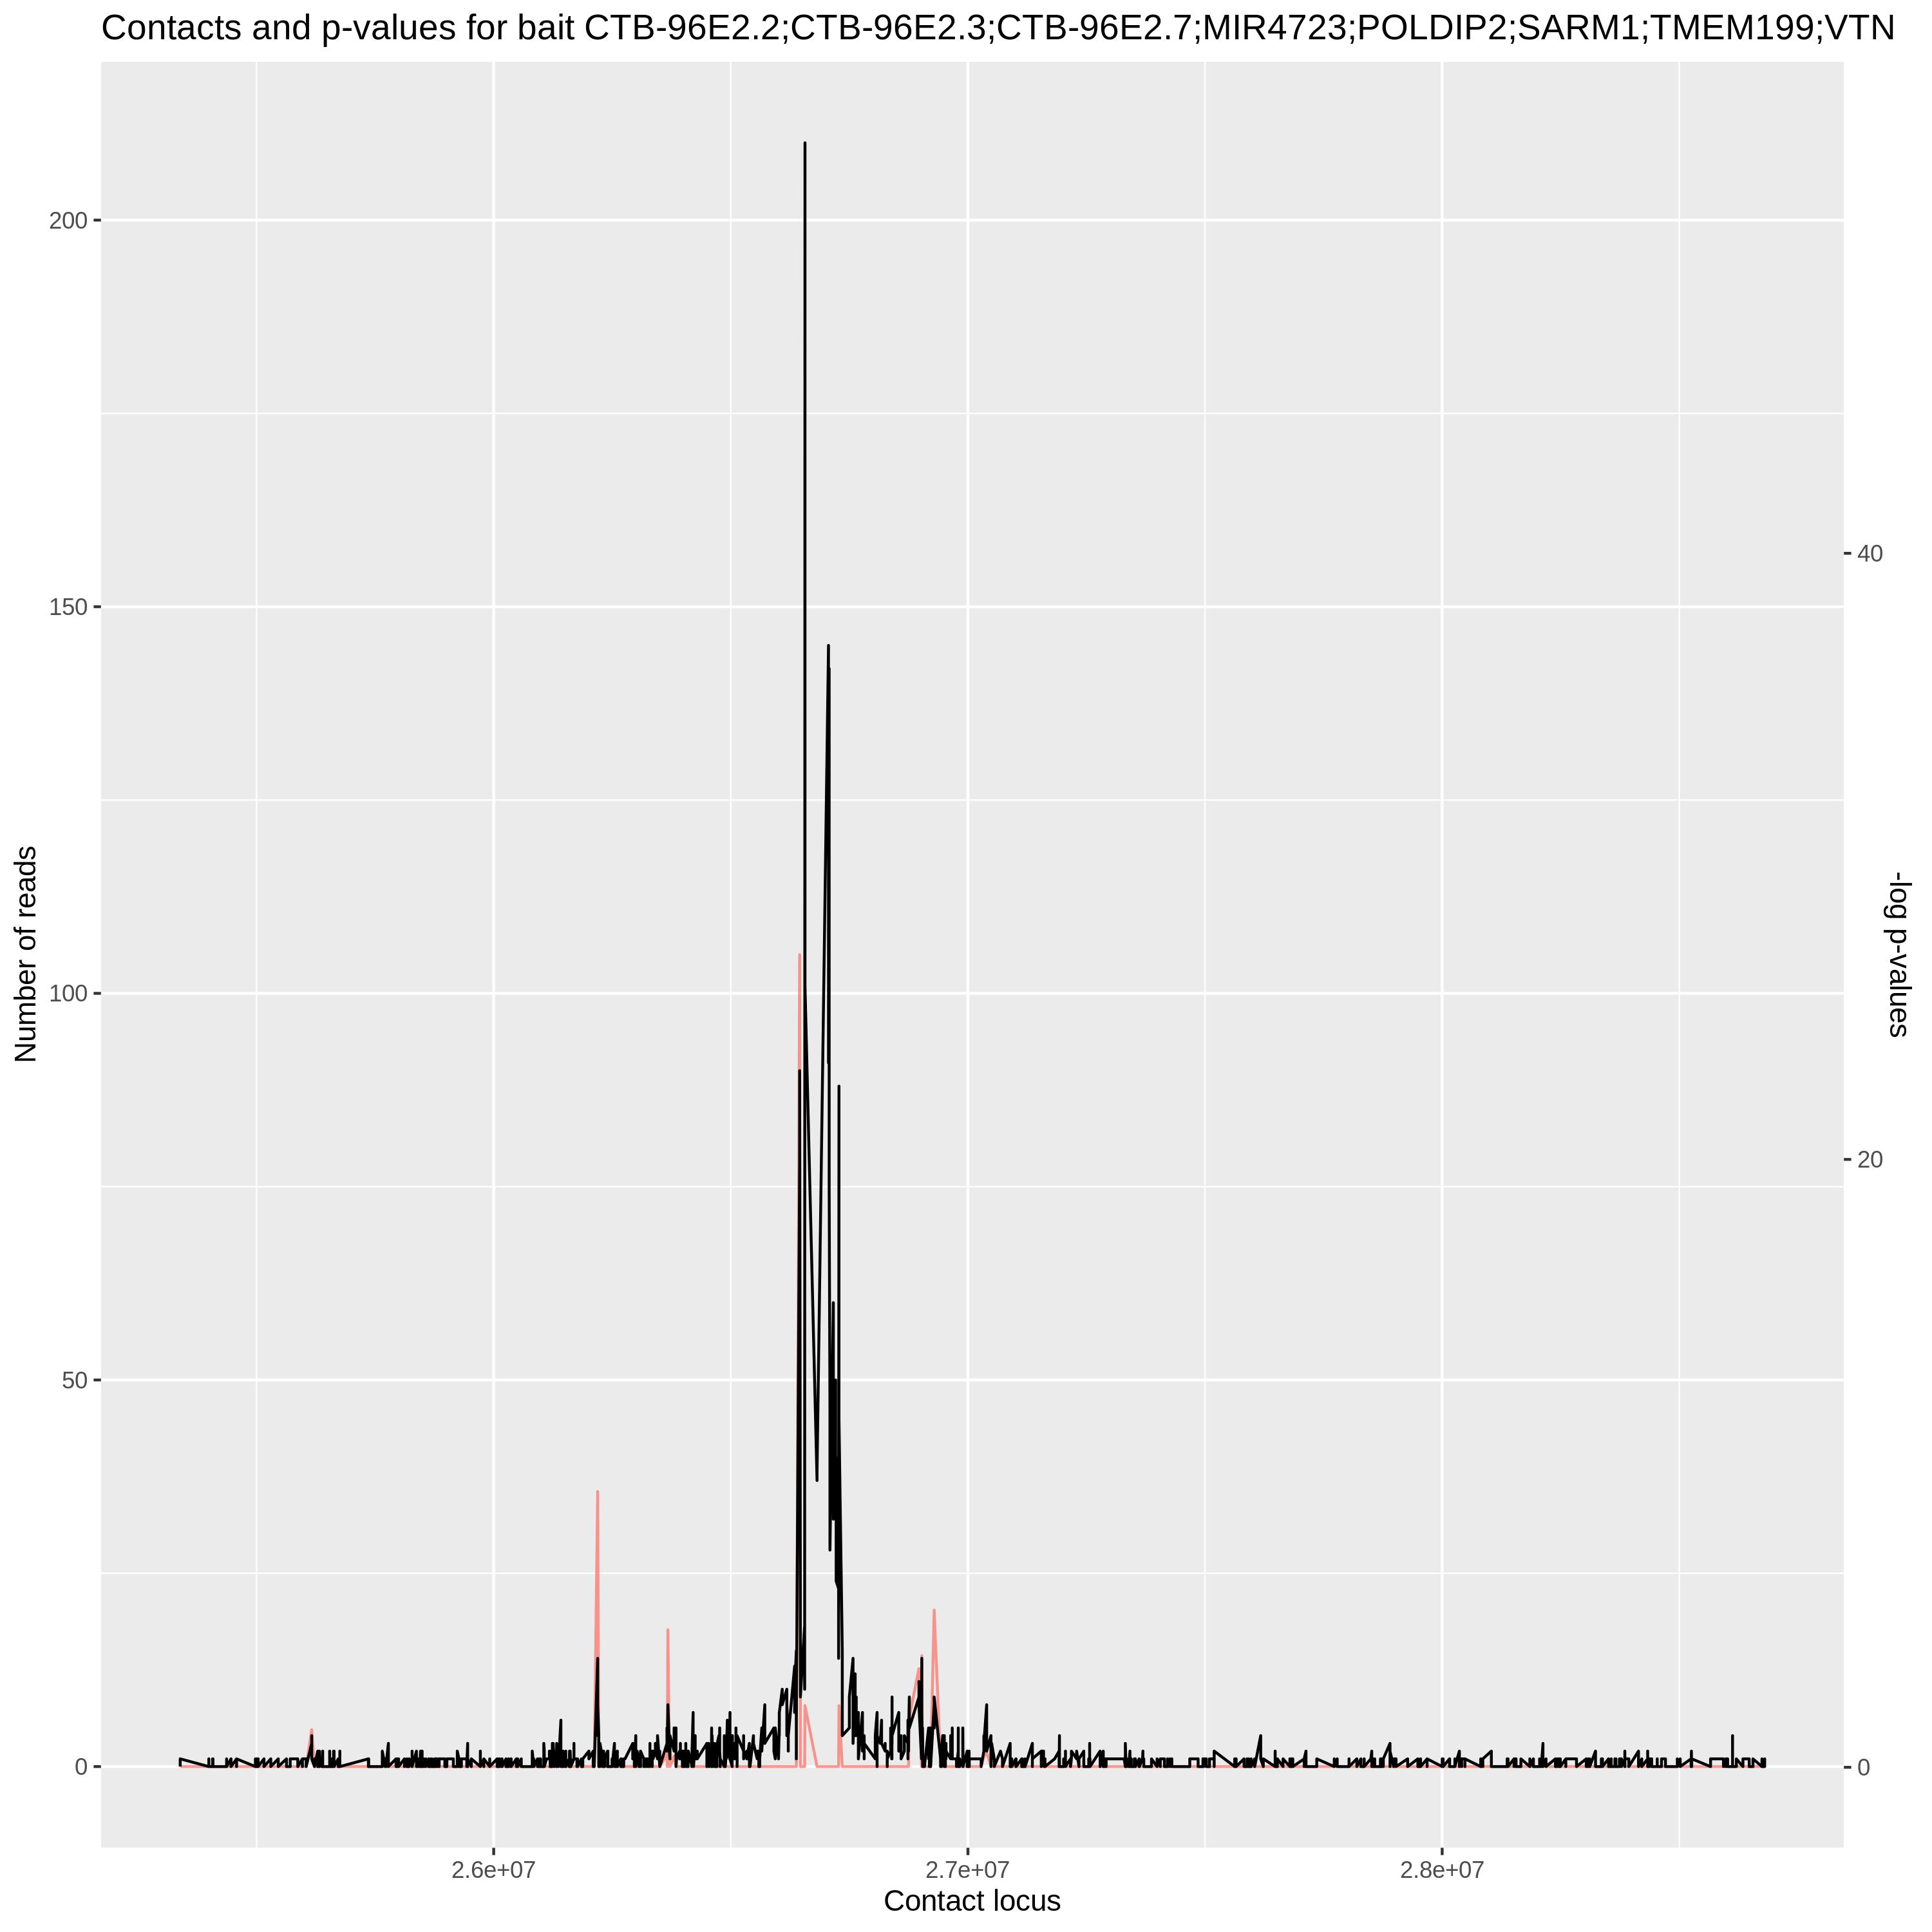 Contacts and p-values for bait CTB-96E2.2;CTB-96E2.3;CTB-96E2.7;MIR4723;POLDIP2;SARM1;TMEM199;VTN
200
150
100
50
0
Number of reads
40
20
0
-log p-values
2.6e+07 2.7e+07 2.8e+07
Contact locus